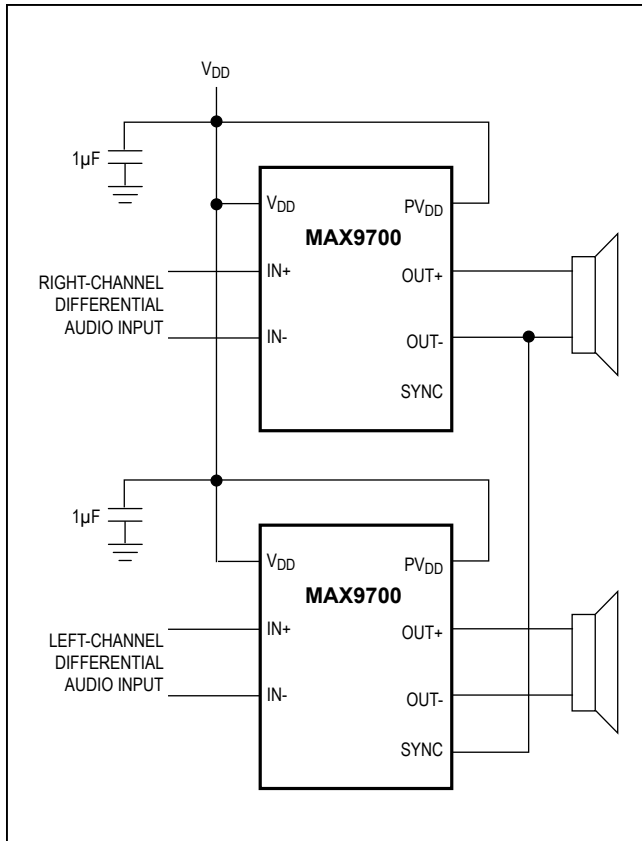 VDD
1µF
VDD
PVDD
MAX9700
IN+
OUT+
RIGHT-CHANNEL
DIFFERENTIAL
AUDIO INPUT
IN-
OUT-
SYNC
1µF
VDD
PVDD
MAX9700
IN+
OUT+
LEFT-CHANNEL
DIFFERENTIAL
AUDIO INPUT
IN-
OUT-
SYNC